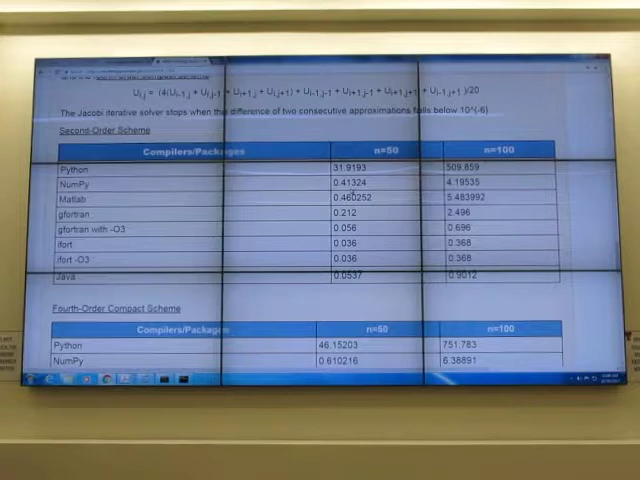 Ui,j = (4(Ui-1,j + Ui,j-1 + Ui+1,j + Ui,j+1) + Ui-1,j-1 + Ui+1,j-1 + Ui+1,j+1 + Ui-1,j+1 )/20
The Jacobi iterative solver stops when the difference of two consecutive approximations falls below 10^(-6)
Second-Order Scheme
Compilers/Packages n=50 n=100
Python 31.9193 509.859
NumPy 0.41324 4.19535
Matlab 0.460252 5.483992
gfortran 0.212 2.496
gfortran with -O3 0.056 0.696
ifort 0.036 0.368
ifort -O3 0.036 0.368
Java 0.0537 0.9012
Fourth-Order Compact Scheme
Compilers/Packages n=50 n=100
Python 46.15203 751.783
NumPy 0.610216 6.38891